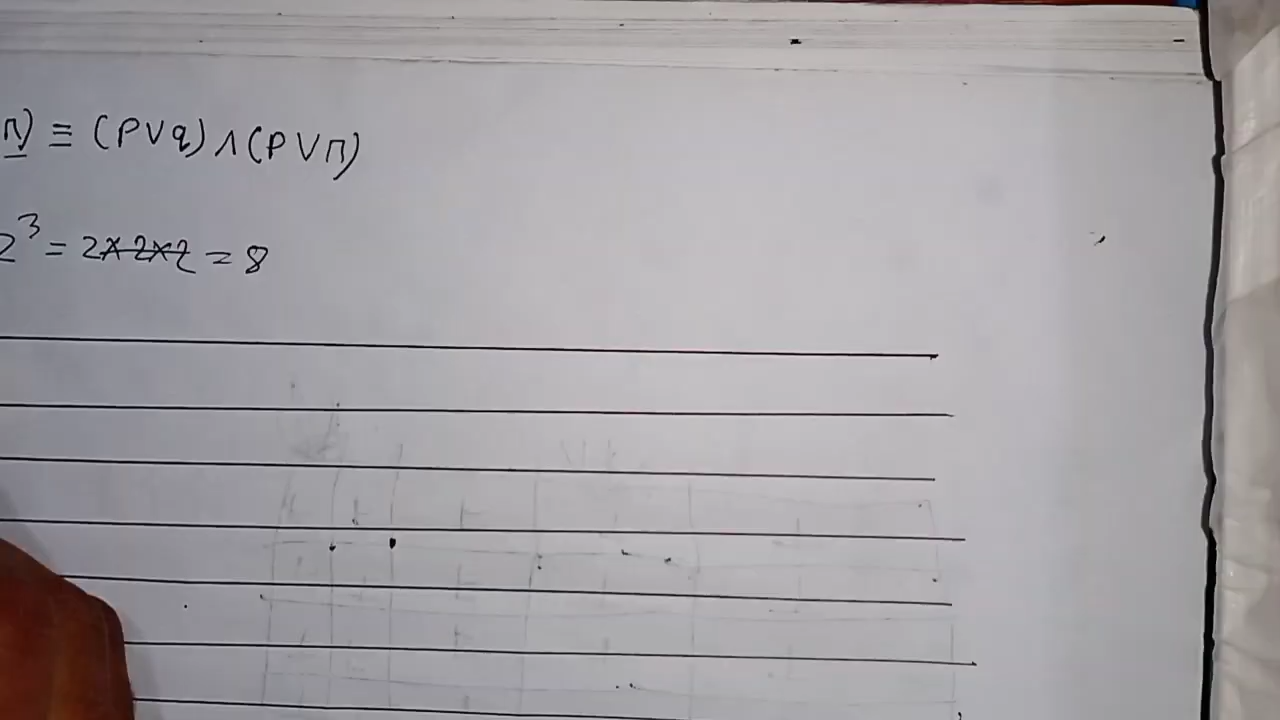 r) ≡ (P∨q)∧(P∨r)
2³ = 2×2×2 = 8